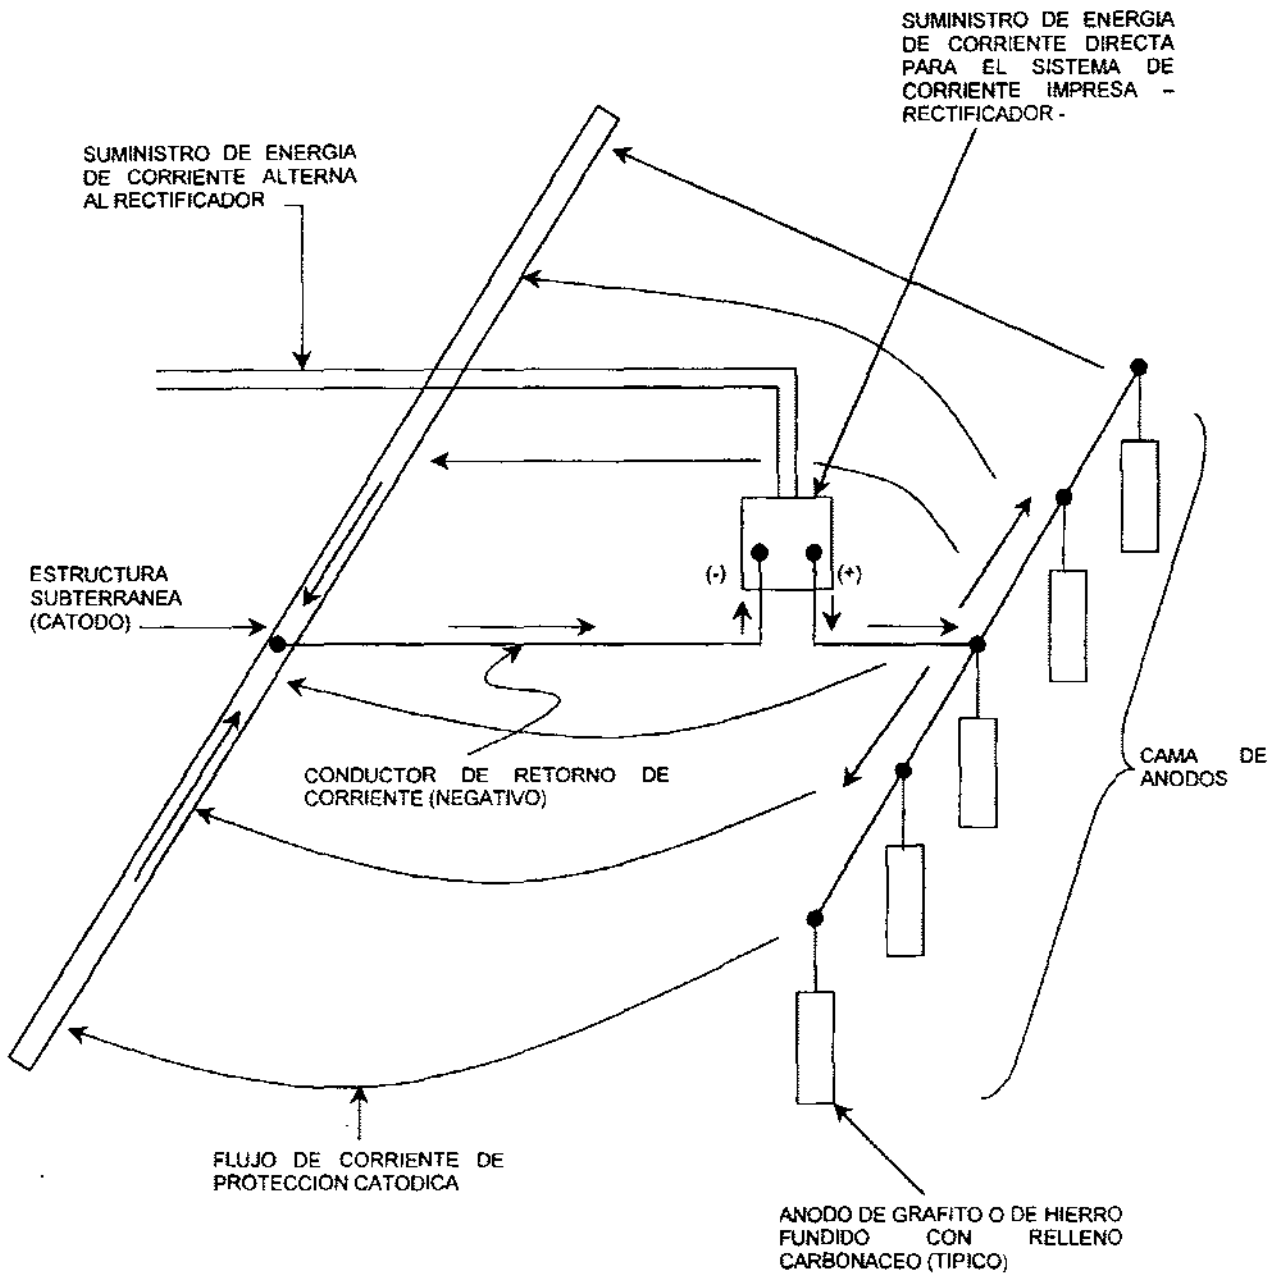 SUMINISTRO DE ENERGIA
DE CORRIENTE DIRECTA
PARA EL SISTEMA DE
CORRIENTE IMPRESA –
RECTIFICADOR -
SUMINISTRO DE ENERGIA
DE CORRIENTE ALTERNA
AL RECTIFICADOR
(-)
(+)
ESTRUCTURA
SUBTERRANEA
(CATODO)
CONDUCTOR DE RETORNO DE
CORRIENTE (NEGATIVO)
CAMA DE
ANODOS
FLUJO DE CORRIENTE DE
PROTECCION CATODICA
ANODO DE GRAFITO O DE HIERRO
FUNDIDO CON RELLENO
CARBONACEO (TIPICO)